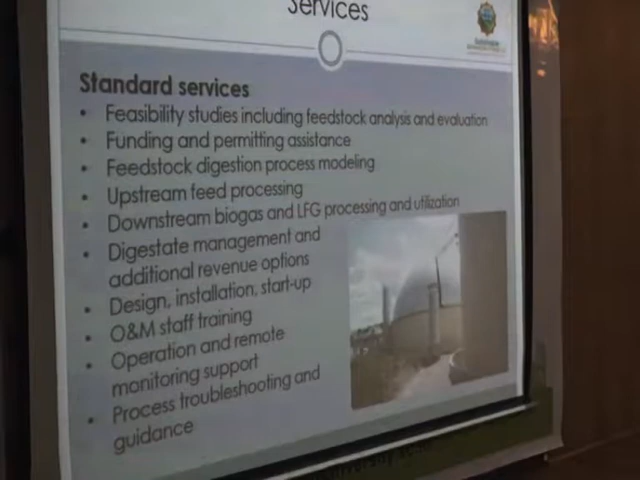 Services
Standard services
• Feasibility studies including feedstock analysis and evaluation
• Funding and permitting assistance
• Feedstock digestion process modeling
• Upstream feed processing
• Downstream biogas and LFG processing and utilization
• Digestate management and
additional revenue options
• Design, installation, start-up
• O&M staff training
• Operation and remote
monitoring support
• Process troubleshooting and
guidance